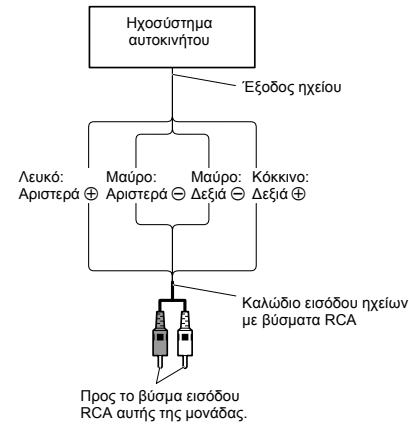 Ηχοσύστημα
αυτοκινήτου
Έξοδος ηχείου
Λευκό:
Αριστερά ⊕
Μαύρο:
Αριστερά ⊖
Μαύρο:
Δεξιά ⊖
Κόκκινο:
Δεξιά ⊕
Καλώδιο εισόδου ηχείων
με βύσματα RCA
Προς το βύσμα εισόδου
RCA αυτής της μονάδας.